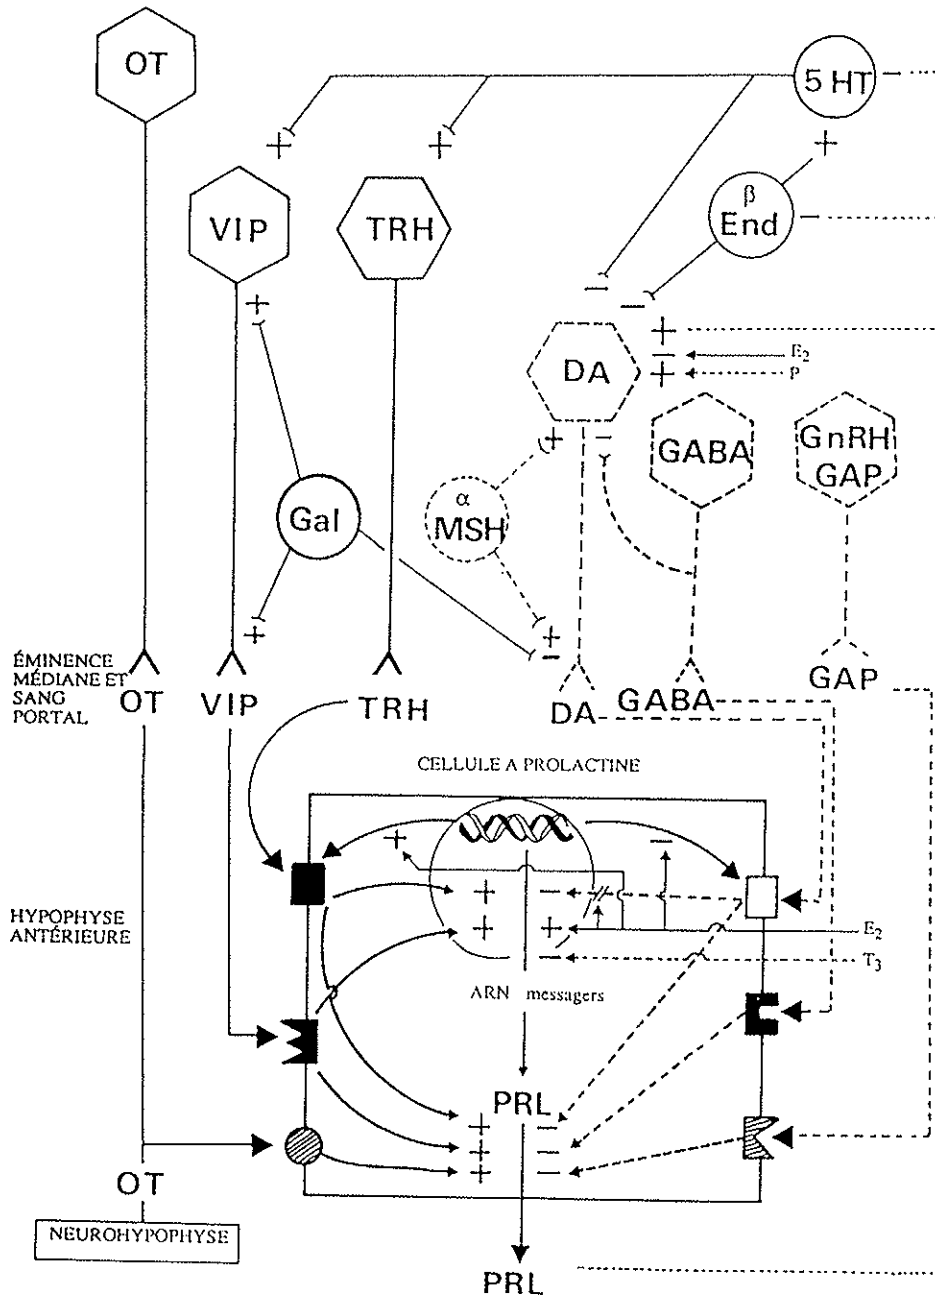 OT
5 HT
+
+
+
VIP
TRH
β
End
−
−
+
+
DA
−
E2
+
P
+
−
GABA
GnRH
GAP
α
MSH
Gal
+
+
−
ÉMINENCE
MÉDIANE ET
SANG
PORTAL
OT
VIP
TRH
DA
GABA
GAP
CELLULE A PROLACTINE
+
−
+
−
HYPOPHYSE
ANTÉRIEURE
+
+
E2
−
T3
ARN messagers
PRL
+
−
+
−
+
−
OT
NEUROHYPOPHYSE
PRL